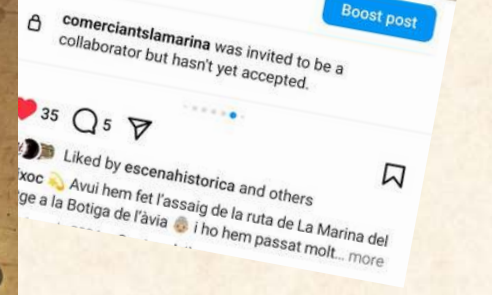 Boost post
comerciantslamarina was invited to be a
collaborator but hasn't yet accepted.
35 5
Liked by escenahistorica and others
Avui hem fet l'assaig de la ruta de La Marina del
a la Botiga de l'àvia 👵🏼 i ho hem passat molt... more